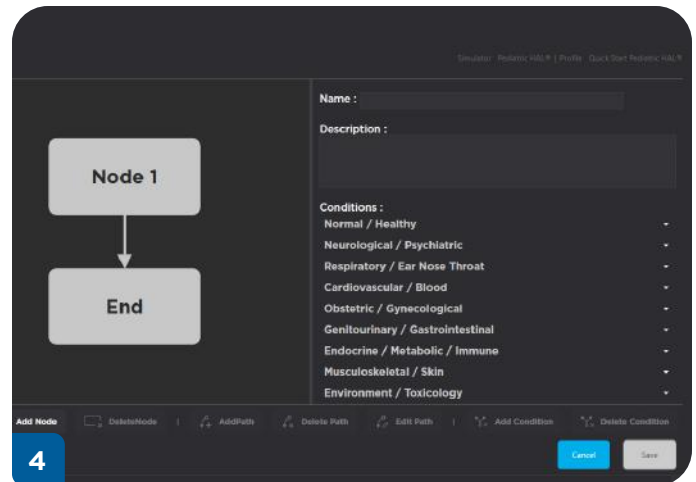 Simulator: Pediatric HAL® | Profile: Quick Start Pediatric HAL®
Name :
Description :
Node 1
End
Conditions :
Normal / Healthy
Neurological / Psychiatric
Respiratory / Ear Nose Throat
Cardiovascular / Blood
Obstetric / Gynecological
Genitourinary / Gastrointestinal
Endocrine / Metabolic / Immune
Musculoskeletal / Skin
Environment / Toxicology
Add Node DeleteNode | AddPath Delete Path Edit Path | Add Condition Delete Condition
Cancel Save
4